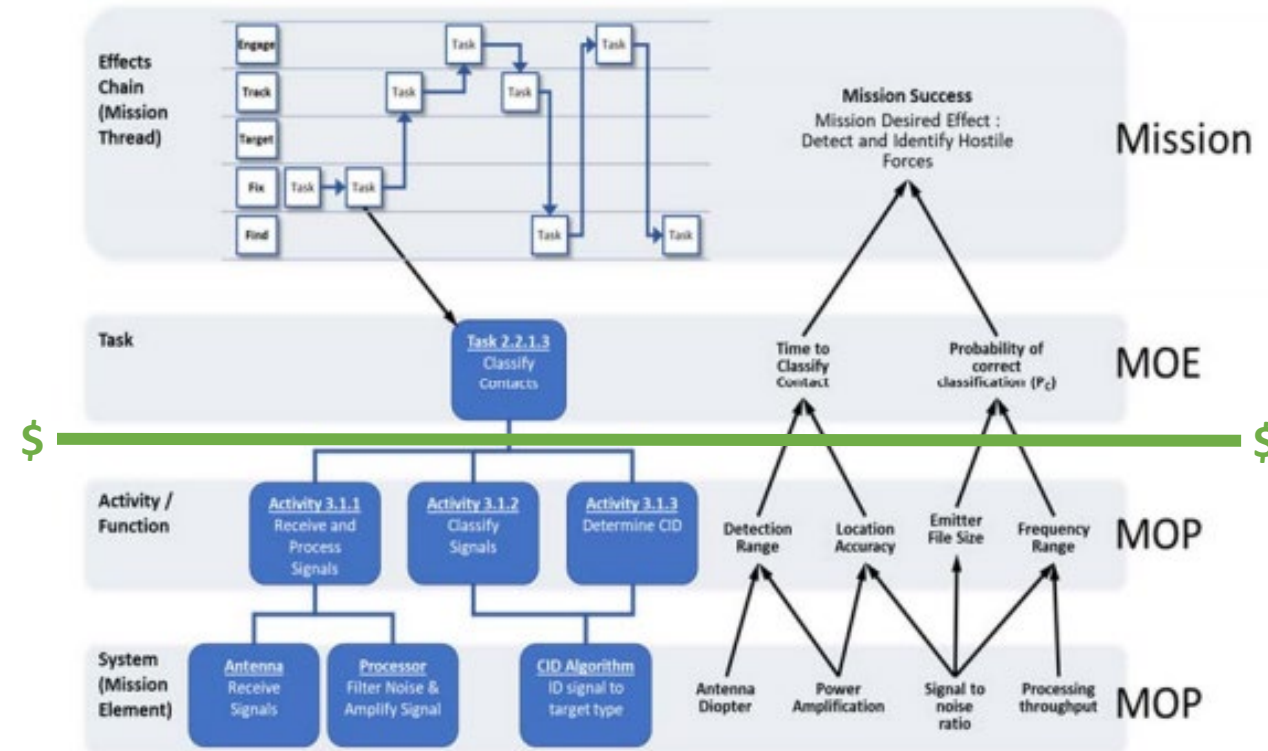 Effects
Chain
(Mission
Thread)
Engage
Track
Target
Fix
Find
Task
Task
Task
Task
Task
Task
Task
Task
Mission Success
Mission Desired Effect :
Detect and Identify Hostile
Forces
Mission
Task
Task 2.2.1.3
Classify
Contacts
Time to
Classify
Contact
Probability of
correct
classification (PC)
MOE
$
$
Activity /
Function
Activity 3.1.1
Receive and
Process
Signals
Activity 3.1.2
Classify
Signals
Activity 3.1.3
Determine CID
Detection
Range
Location
Accuracy
Emitter
File Size
Frequency
Range
MOP
System
(Mission
Element)
Antenna
Receive
Signals
Processor
Filter Noise &
Amplify Signal
CID Algorithm
ID signal to
target type
Antenna
Diopter
Power
Amplification
Signal to
noise
ratio
Processing
throughput
MOP